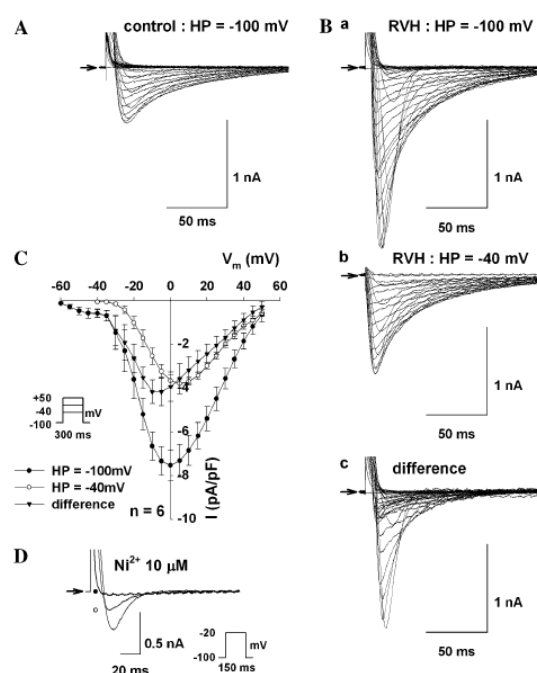 A
control : HP = -100 mV
1 nA
50 ms
B
a
RVH : HP = -100 mV
1 nA
50 ms
b
RVH : HP = -40 mV
1 nA
50 ms
c
difference
1 nA
50 ms
C
Vm (mV)
-60 -40 -20 0 20 40 60
-2
-4
-6
-8
-10
I (pA/pF)
+50
-40
-100
mV
300 ms
HP = -100mV
HP = -40mV
difference
n = 6
D
Ni2+ 10 µM
0.5 nA
20 ms
-20
-100
mV
150 ms